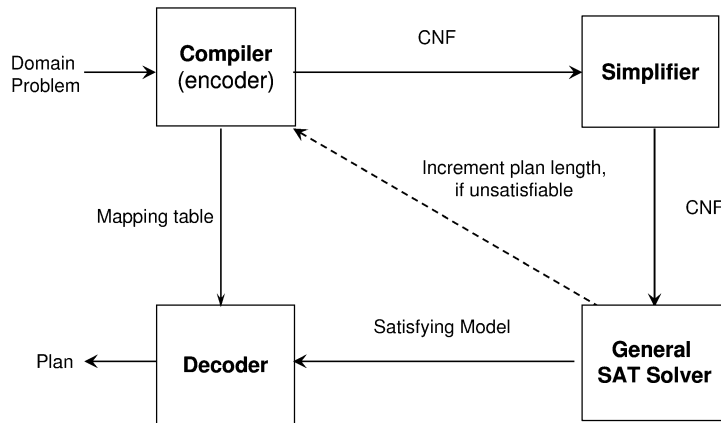 CNF
Compiler
(encoder)
Domain
Problem
Simplifier
Increment plan length,
if unsatisfiable
Mapping table
CNF
Satisfying Model
General
SAT Solver
Plan
Decoder